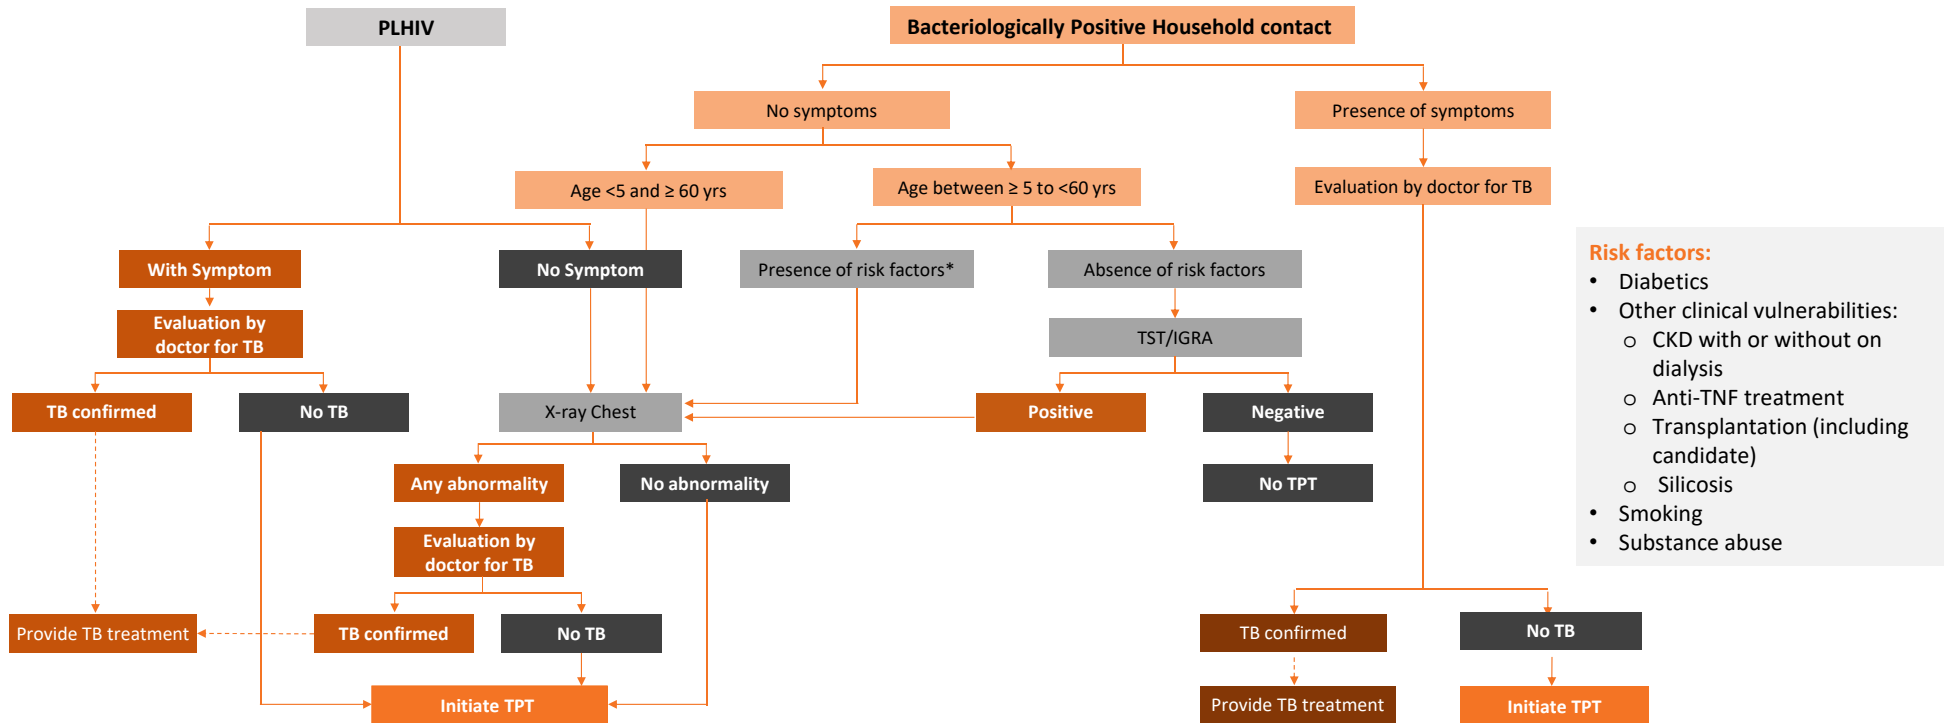 PLHIV
Bacteriologically Positive Household contact
No symptoms
Presence of symptoms
Age <5 and ≥ 60 yrs
Age between ≥ 5 to <60 yrs
Evaluation by doctor for TB
With Symptom
No Symptom
Presence of risk factors*
Absence of risk factors
Evaluation by
doctor for TB
TST/IGRA
TB confirmed
No TB
X-ray Chest
Positive
Negative
Any abnormality
No abnormality
No TPT
Evaluation by
doctor for TB
Provide TB treatment
TB confirmed
No TB
TB confirmed
No TB
Initiate TPT
Provide TB treatment
Initiate TPT
Risk factors:
• Diabetics
• Other clinical vulnerabilities:
o CKD with or without on
dialysis
o Anti-TNF treatment
o Transplantation (including
candidate)
o Silicosis
• Smoking
• Substance abuse